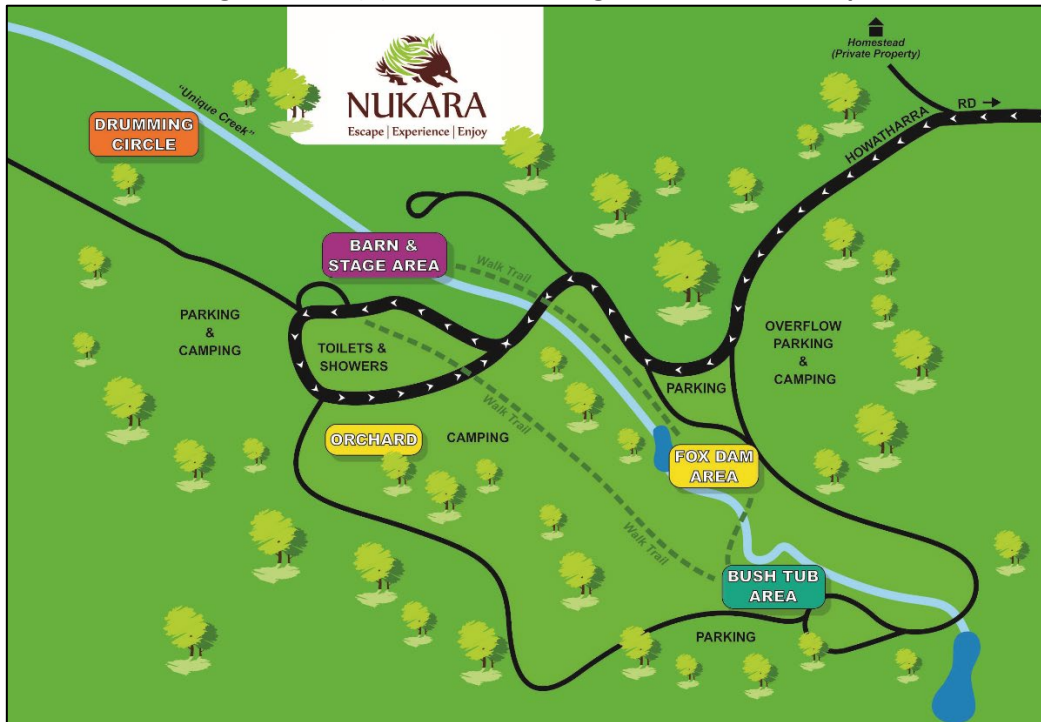 NUKARA
Escape | Experience | Enjoy
Homestead
(Private Property)
HOWATHARRA
RD
"Unique Creek"
DRUMMING
CIRCLE
BARN &
STAGE AREA
Walk Trail
PARKING
&
CAMPING
TOILETS &
SHOWERS
OVERFLOW
PARKING
&
CAMPING
PARKING
Walk Trail
ORCHARD
CAMPING
FOX DAM
AREA
Walk Trail
BUSH TUB
AREA
PARKING